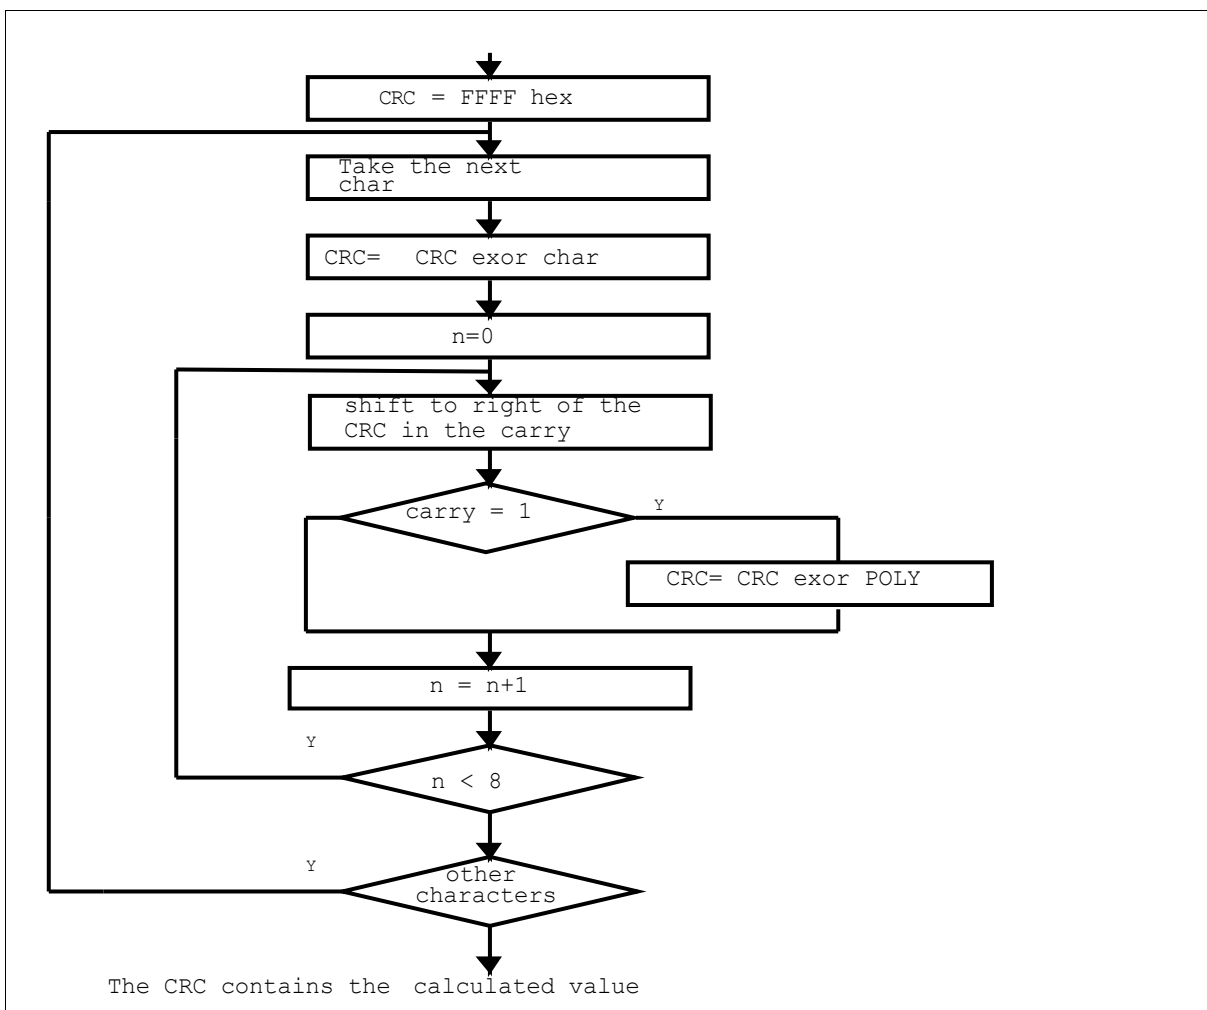 CRC = FFFF hex
Take the next
char
CRC= CRC exor char
n=0
shift to right of the
CRC in the carry
carry = 1
Y
CRC= CRC exor POLY
n = n+1
Y
n < 8
Y
other
characters
The CRC contains the calculated value